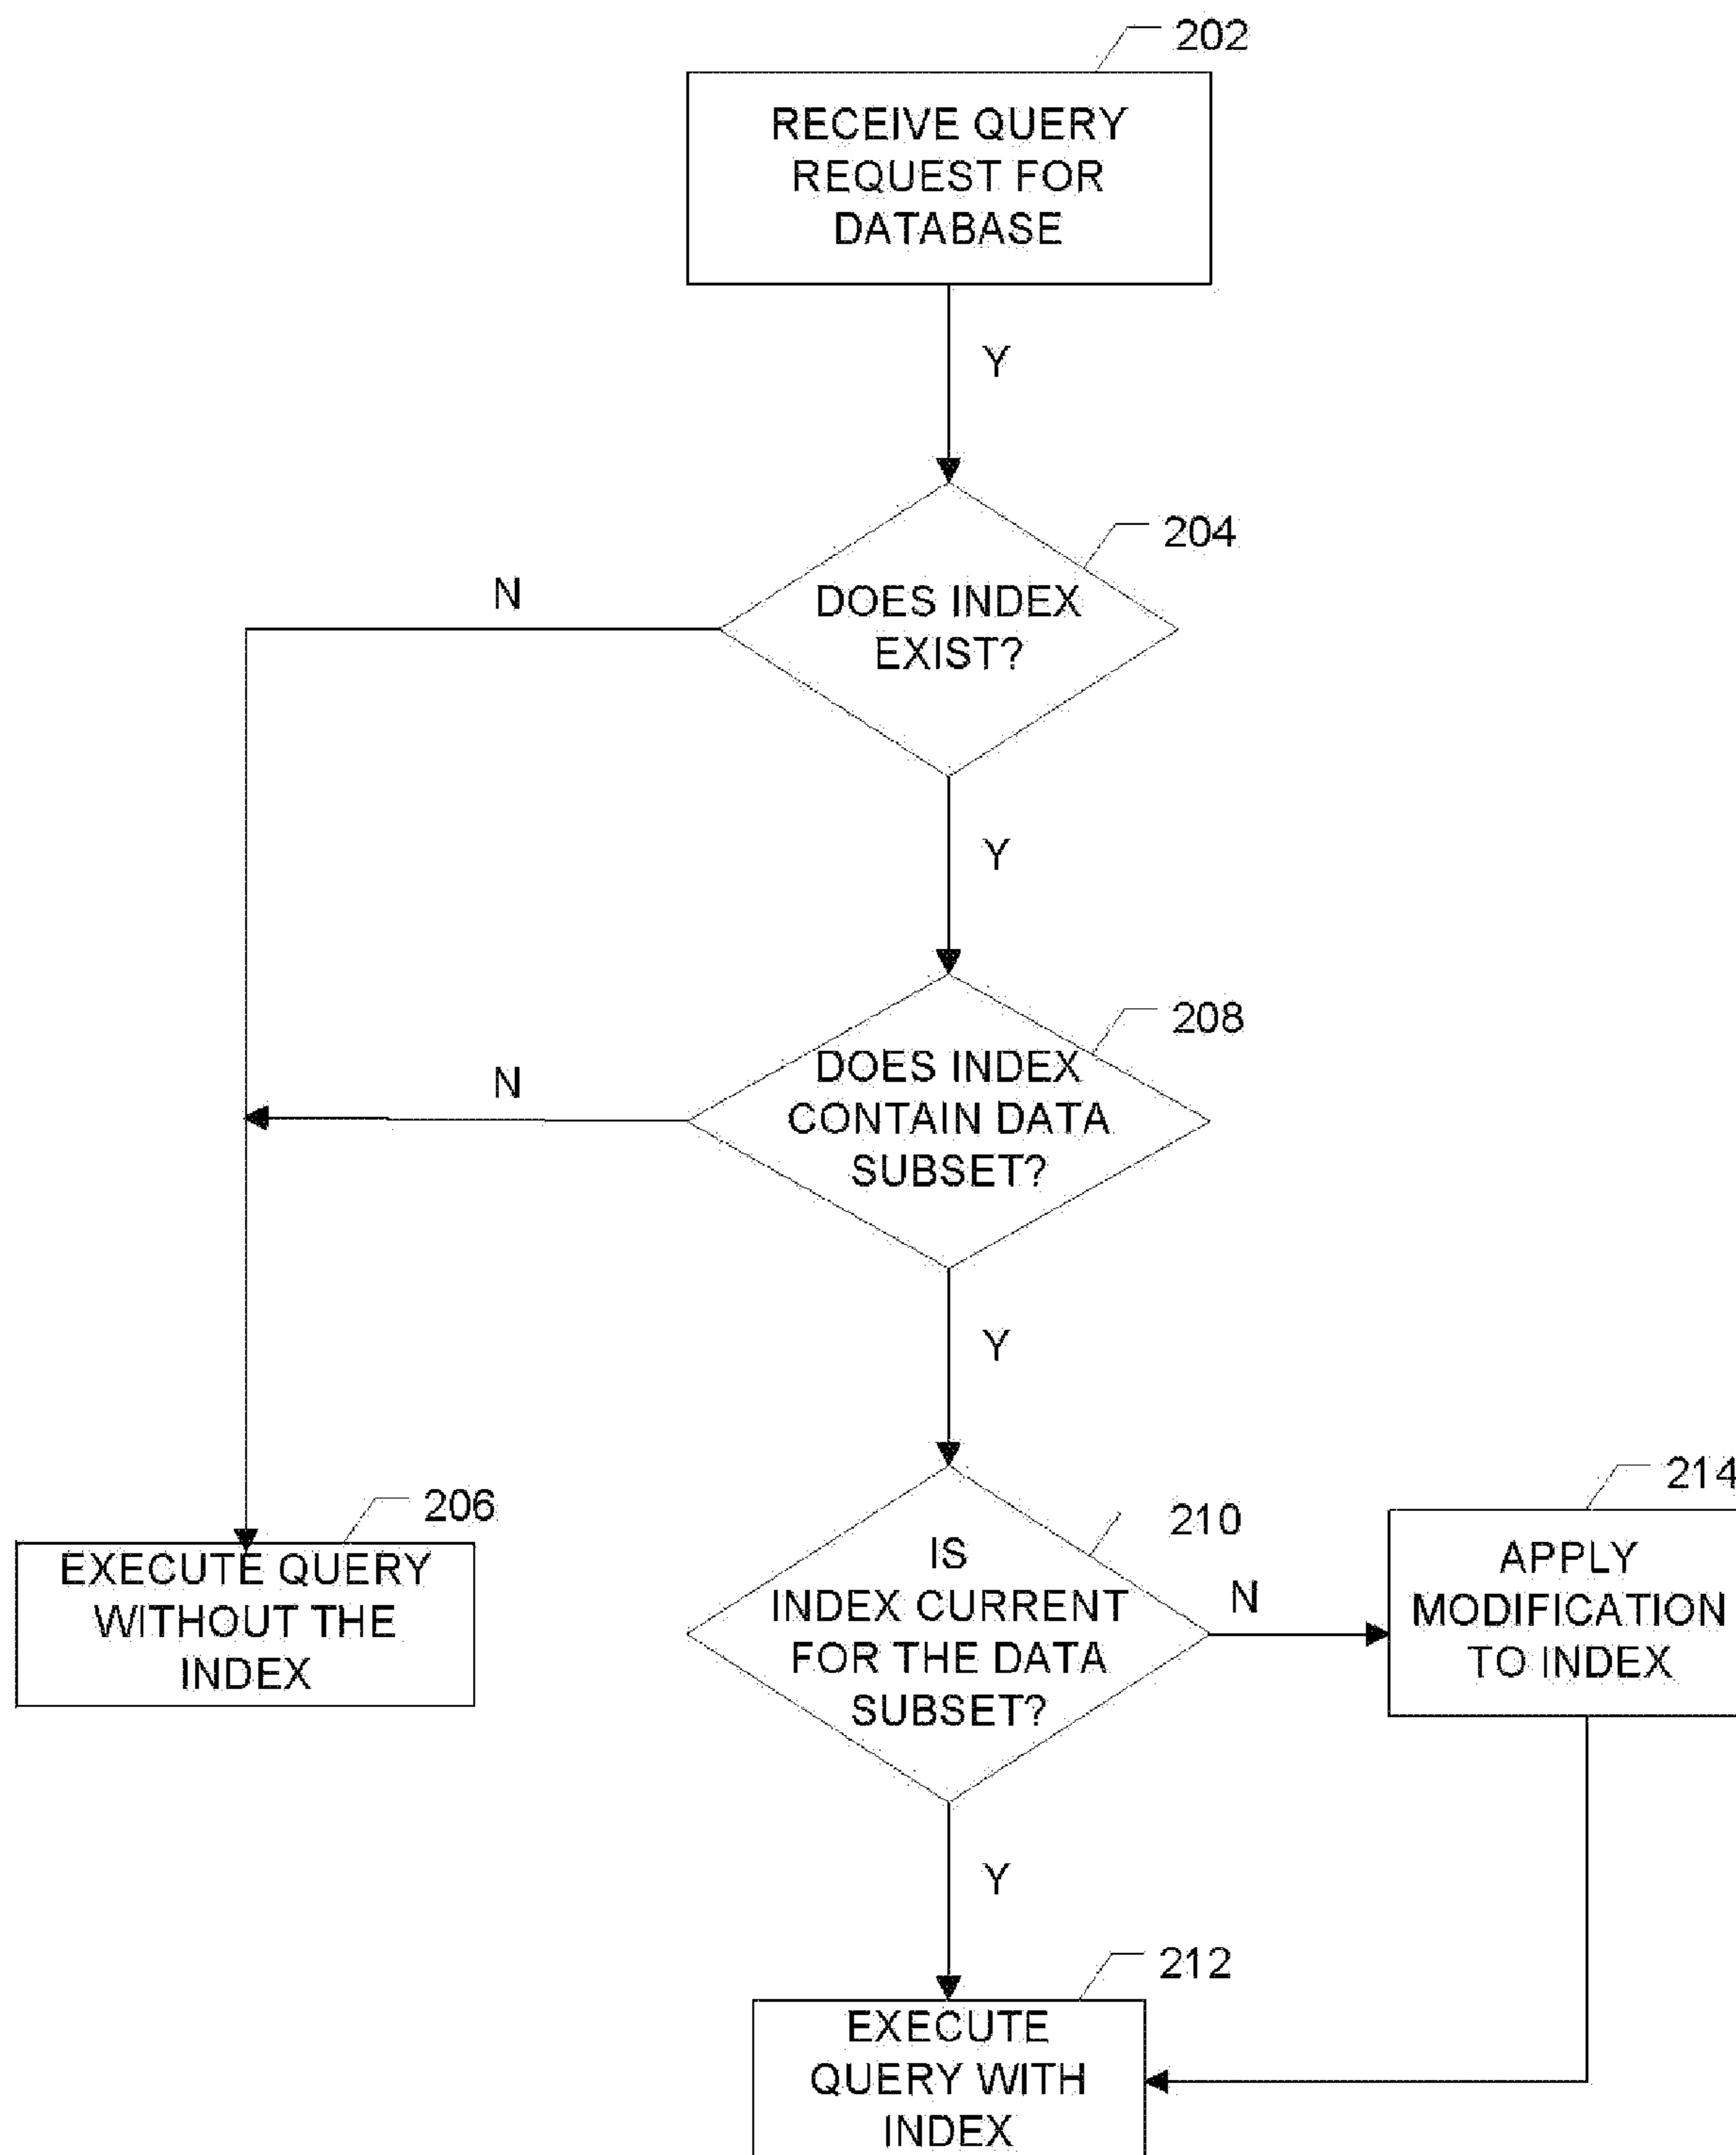 202
RECEIVE QUERY
REQUEST FOR
DATABASE
Y
204
DOES INDEX
EXIST?
N
Y
208
DOES INDEX
CONTAIN DATA
SUBSET?
N
Y
206
EXECUTE QUERY
WITHOUT THE
INDEX
210
IS
INDEX CURRENT
FOR THE DATA
SUBSET?
N
214
APPLY
MODIFICATION
TO INDEX
Y
212
EXECUTE
QUERY WITH
INDEX